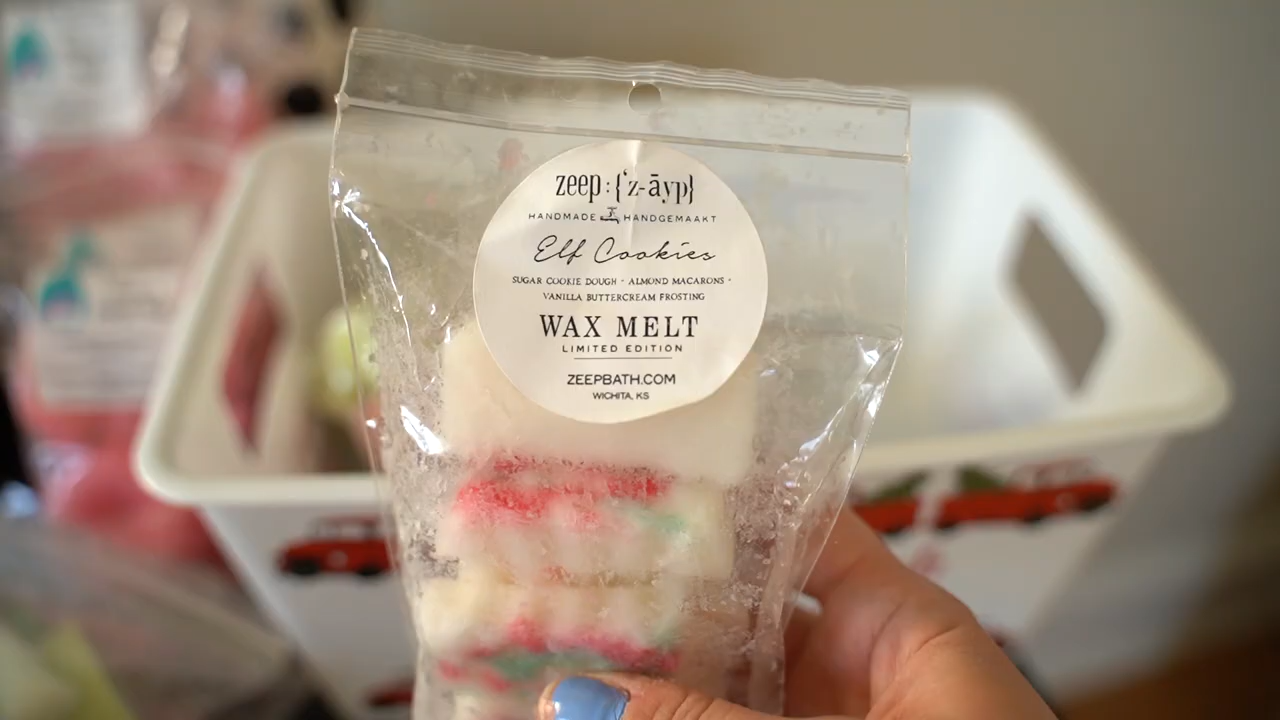 zeep:{'z-āyp}
HANDMADE HANDGEMAAKT
Elf Cookies
SUGAR COOKIE DOUGH · ALMOND MACARONS ·
VANILLA BUTTERCREAM FROSTING
WAX MELT
LIMITED EDITION
ZEEPBATH.COM
WICHITA, KS